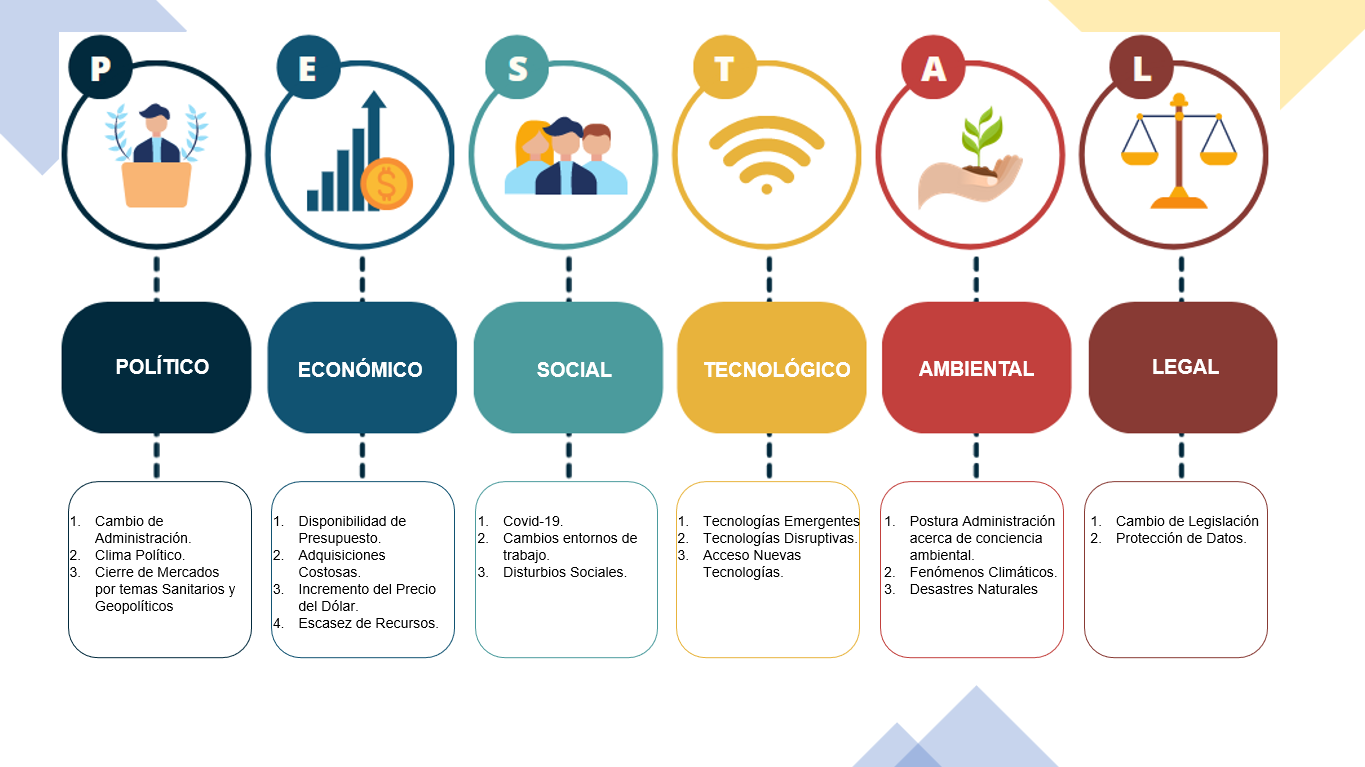 P
E
S
T
A
L
POLÍTICO
ECONÓMICO
SOCIAL
TECNOLÓGICO
AMBIENTAL
LEGAL
1. Cambio de
Administración.
2. Clima Político.
3. Cierre de Mercados
por temas Sanitarios y
Geopolíticos
1. Disponibilidad de
Presupuesto.
2. Adquisiciones
Costosas.
3. Incremento del Precio
del Dólar.
4. Escasez de Recursos.
1. Covid-19.
2. Cambios entornos de
trabajo.
3. Disturbios Sociales.
1. Tecnologías Emergentes
2. Tecnologías Disruptivas.
3. Acceso Nuevas
Tecnologías.
1. Postura Administración
acerca de conciencia
ambiental.
2. Fenómenos Climáticos.
3. Desastres Naturales
1. Cambio de Legislación
2. Protección de Datos.
$